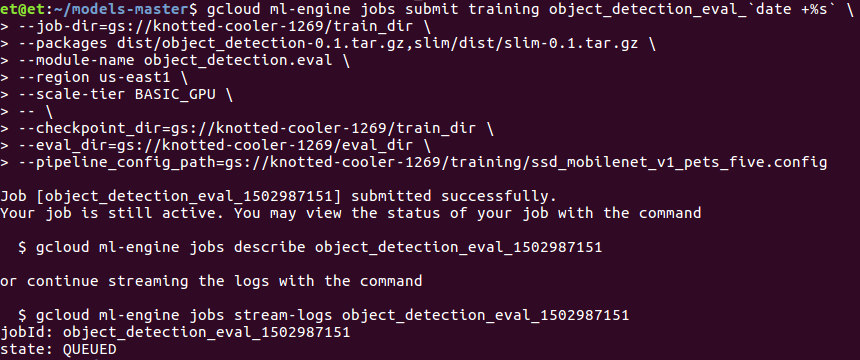 et@et:~/models-master$ gcloud ml-engine jobs submit training object_detection_eval_`date +%s` \
> --job-dir=gs://knotted-cooler-1269/train_dir \
> --packages dist/object_detection-0.1.tar.gz,slim/dist/slim-0.1.tar.gz \
> --module-name object_detection.eval \
> --region us-east1 \
> --scale-tier BASIC_GPU \
> -- \
> --checkpoint_dir=gs://knotted-cooler-1269/train_dir \
> --eval_dir=gs://knotted-cooler-1269/eval_dir \
> --pipeline_config_path=gs://knotted-cooler-1269/training/ssd_mobilenet_v1_pets_five.config
Job [object_detection_eval_1502987151] submitted successfully.
Your job is still active. You may view the status of your job with the command
$ gcloud ml-engine jobs describe object_detection_eval_1502987151
or continue streaming the logs with the command
$ gcloud ml-engine jobs stream-logs object_detection_eval_1502987151
jobId: object_detection_eval_1502987151
state: QUEUED